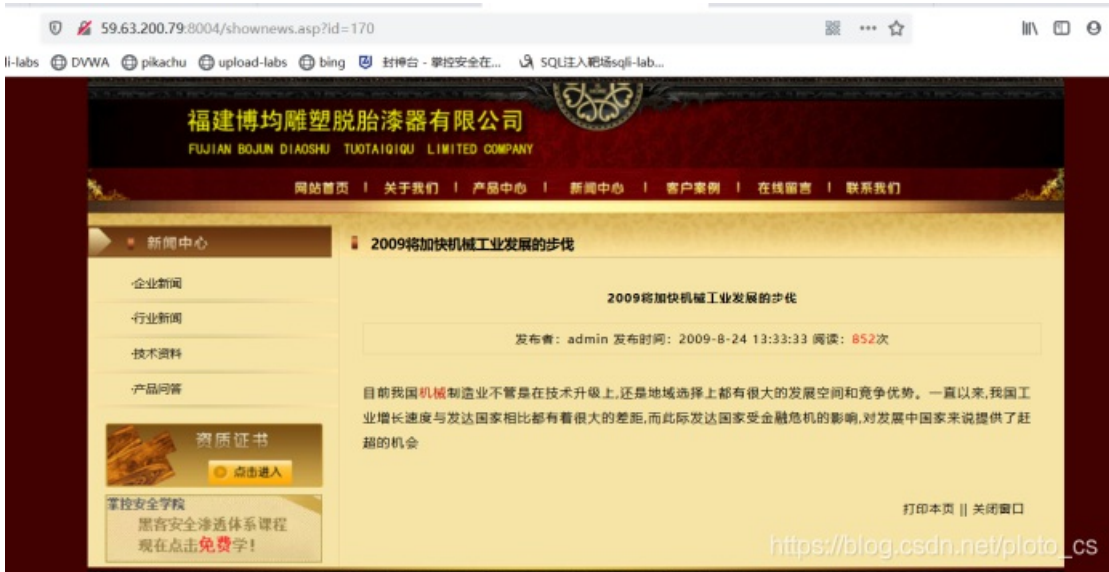 59.63.200.79:8004/shownews.asp?id=170
li-labs DVWA pikachu upload-labs bing 封神台 - 掌控安全在... SQL注入靶场sqli-lab...
福建博均雕塑脱胎漆器有限公司
FUJIAN BOJUN DIAOSHU TUOTAIQIQU LIMITED COMPANY
网站首页 | 关于我们 | 产品中心 | 新闻中心 | 客户案例 | 在线留言 | 联系我们
新闻中心
·企业新闻
·行业新闻
·技术资料
·产品问答
资质证书
点击进入
掌控安全学院
黑客安全渗透体系课程
现在点击免费学!
2009将加快机械工业发展的步伐
2009将加快机械工业发展的步伐
发布者：admin 发布时间：2009-8-24 13:33:33 阅读：852次
目前我国机械制造业不管是在技术升级上,还是地域选择上都有很大的发展空间和竞争优势。一直以来,我国工
业增长速度与发达国家相比都有着很大的差距,而此际发达国家受金融危机的影响,对发展中国家来说提供了赶
超的机会
打印本页 || 关闭窗口
https://blog.csdn.net/ploto_cs